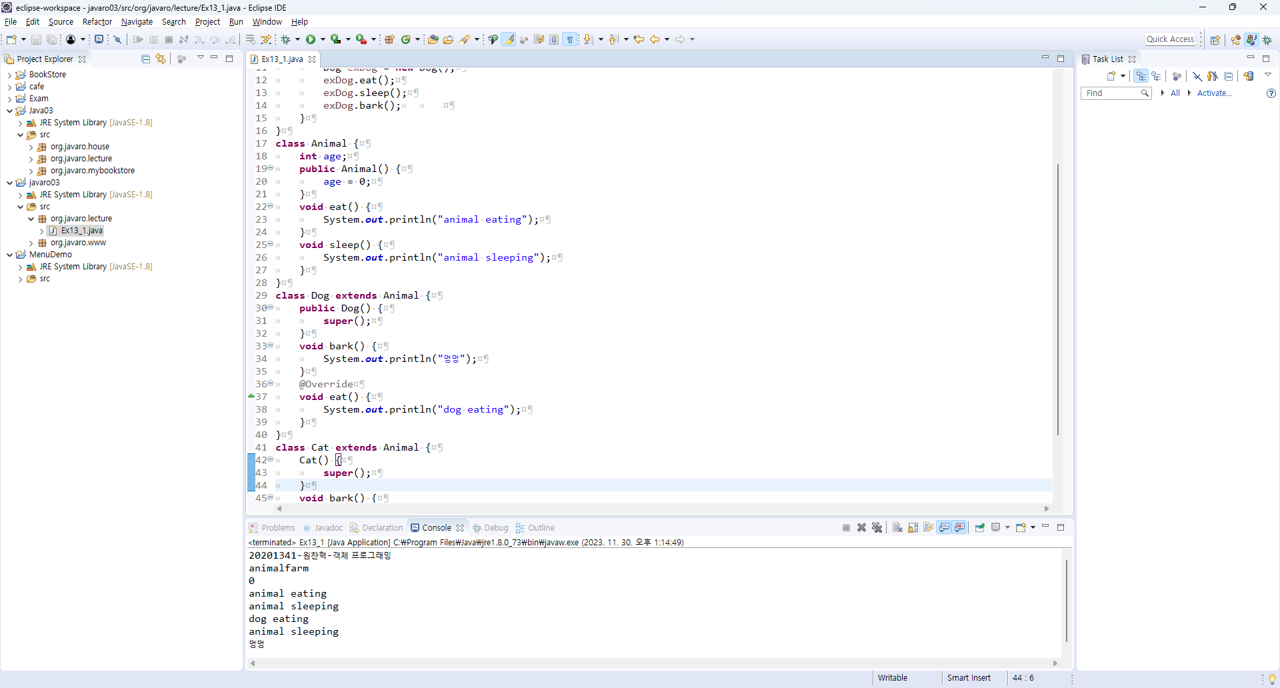 eclipse-workspace - javaro03/src/org/javaro/lecture/Ex13_1.java - Eclipse IDE
File Edit Source Refactor Navigate Search Project Run Window Help
Quick Access
Project Explorer
BookStore
cafe
Exam
Java03
JRE System Library [JavaSE-1.8]
src
org.javaro.house
org.javaro.lecture
org.javaro.mybookstore
javaro03
JRE System Library [JavaSE-1.8]
src
org.javaro.lecture
Ex13_1.java
org.javaro.www
MenuDemo
JRE System Library [JavaSE-1.8]
src
Ex13_1.java
11 Dog exDog = new Dog();
12 exDog.eat();
13 exDog.sleep();
14 exDog.bark();
15 }
16 }
17 class Animal {
18 int age;
19 public Animal() {
20 age = 0;
21 }
22 void eat() {
23 System.out.println("animal eating");
24 }
25 void sleep() {
26 System.out.println("animal sleeping");
27 }
28 }
29 class Dog extends Animal {
30 public Dog() {
31 super();
32 }
33 void bark() {
34 System.out.println("멍멍");
35 }
36 @Override
37 void eat() {
38 System.out.println("dog eating");
39 }
40 }
41 class Cat extends Animal {
42 Cat() {
43 super();
44 }
45 void bark() {
Problems Javadoc Declaration Console Debug Outline
<terminated> Ex13_1 [Java Application] C:₩Program Files₩Java₩jre1.8.0_73₩bin₩javaw.exe (2023. 11. 30. 오후 1:14:49)
20201341-원찬혁-객체 프로그래밍
animalfarm
0
animal eating
animal sleeping
dog eating
animal sleeping
멍멍
Task List
Find All Activate...
Writable Smart Insert 44 : 6